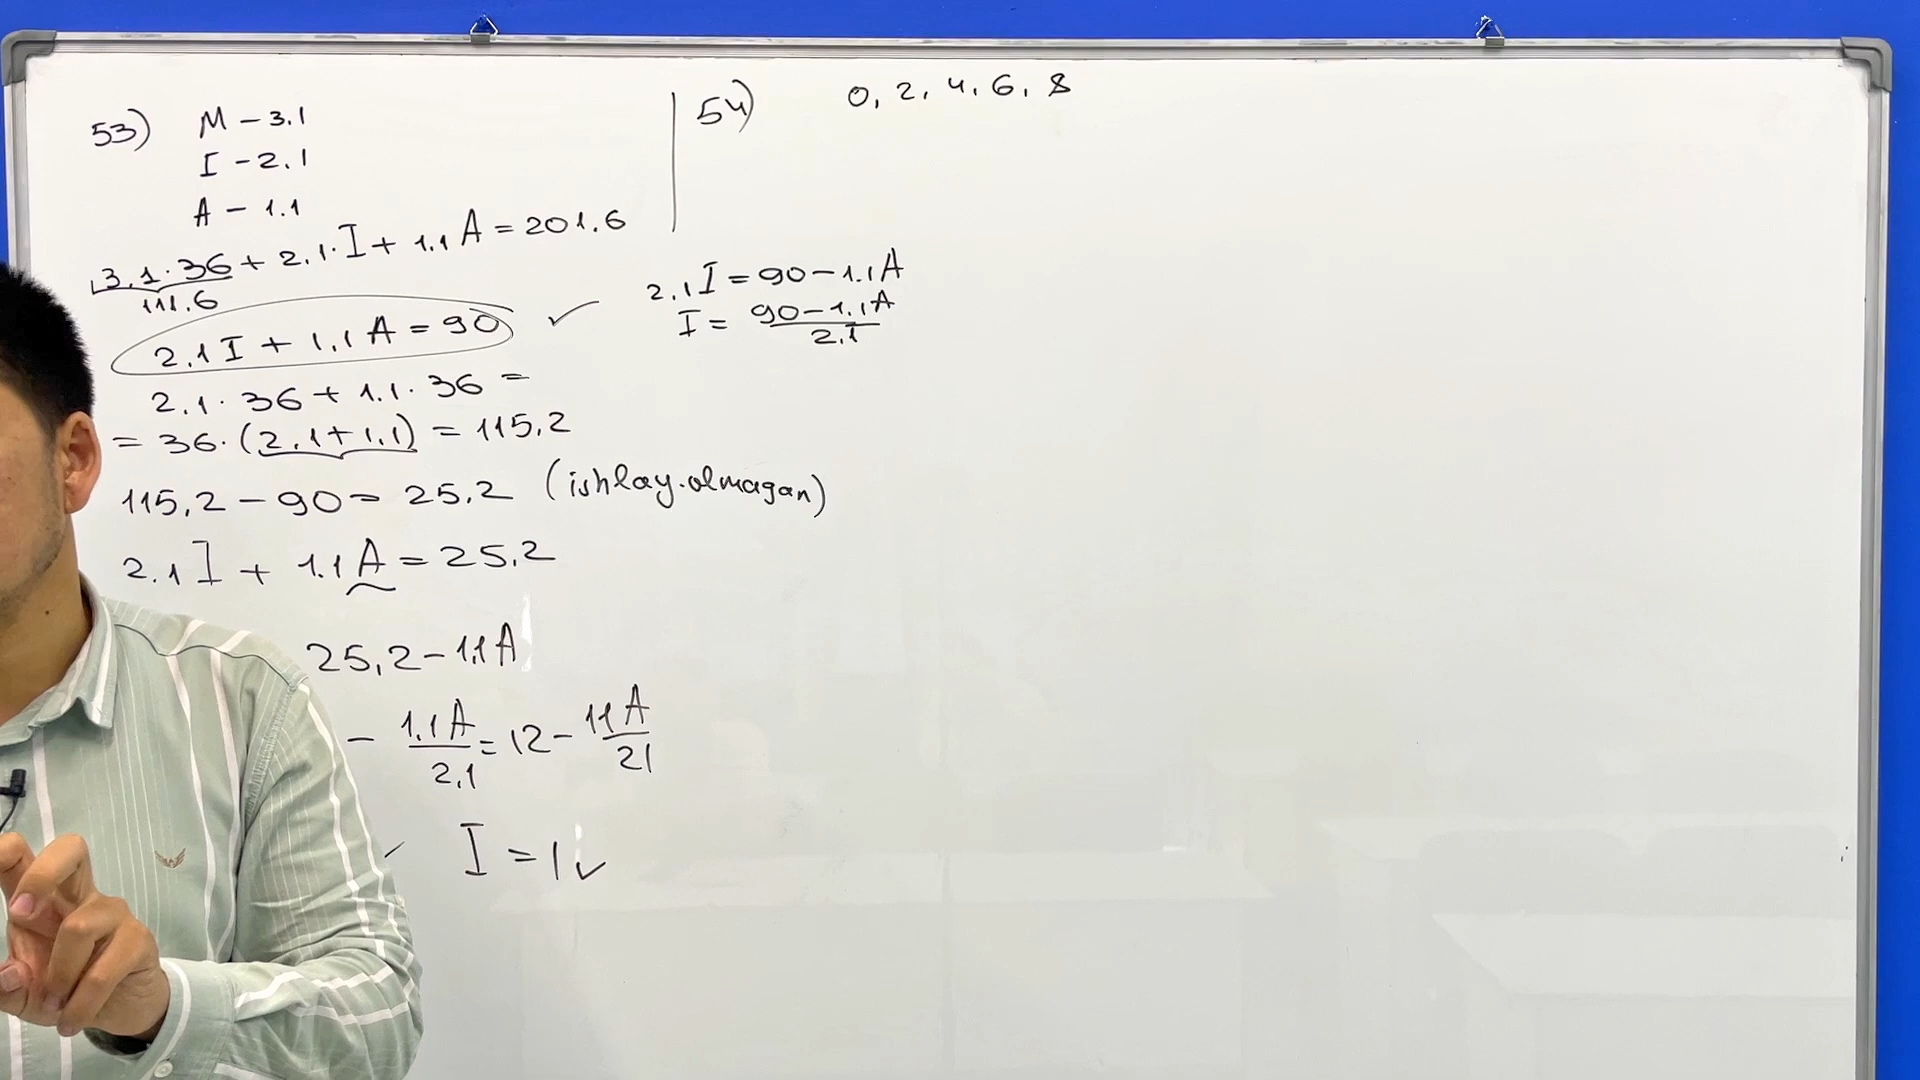 53) M – 3.1
I – 2.1
A – 1.1
3.1 · 36 + 2.1 · I + 1.1 A = 201.6
111.6
2.1 I + 1.1 A = 90 ✓
2.1 · 36 + 1.1 · 36 =
= 36 · (2.1 + 1.1) = 115,2
115,2 – 90 = 25,2 (ishlay.olmagan)
2.1 I + 1.1 A = 25,2
25,2 – 1.1 A
– 1.1 A / 2.1 = 12 – 11 A / 21
I = 1 ✓
2.1 I = 90 – 1.1 A
I = 90 – 1.1 A / 2.1
54) 0, 2, 4, 6, 8